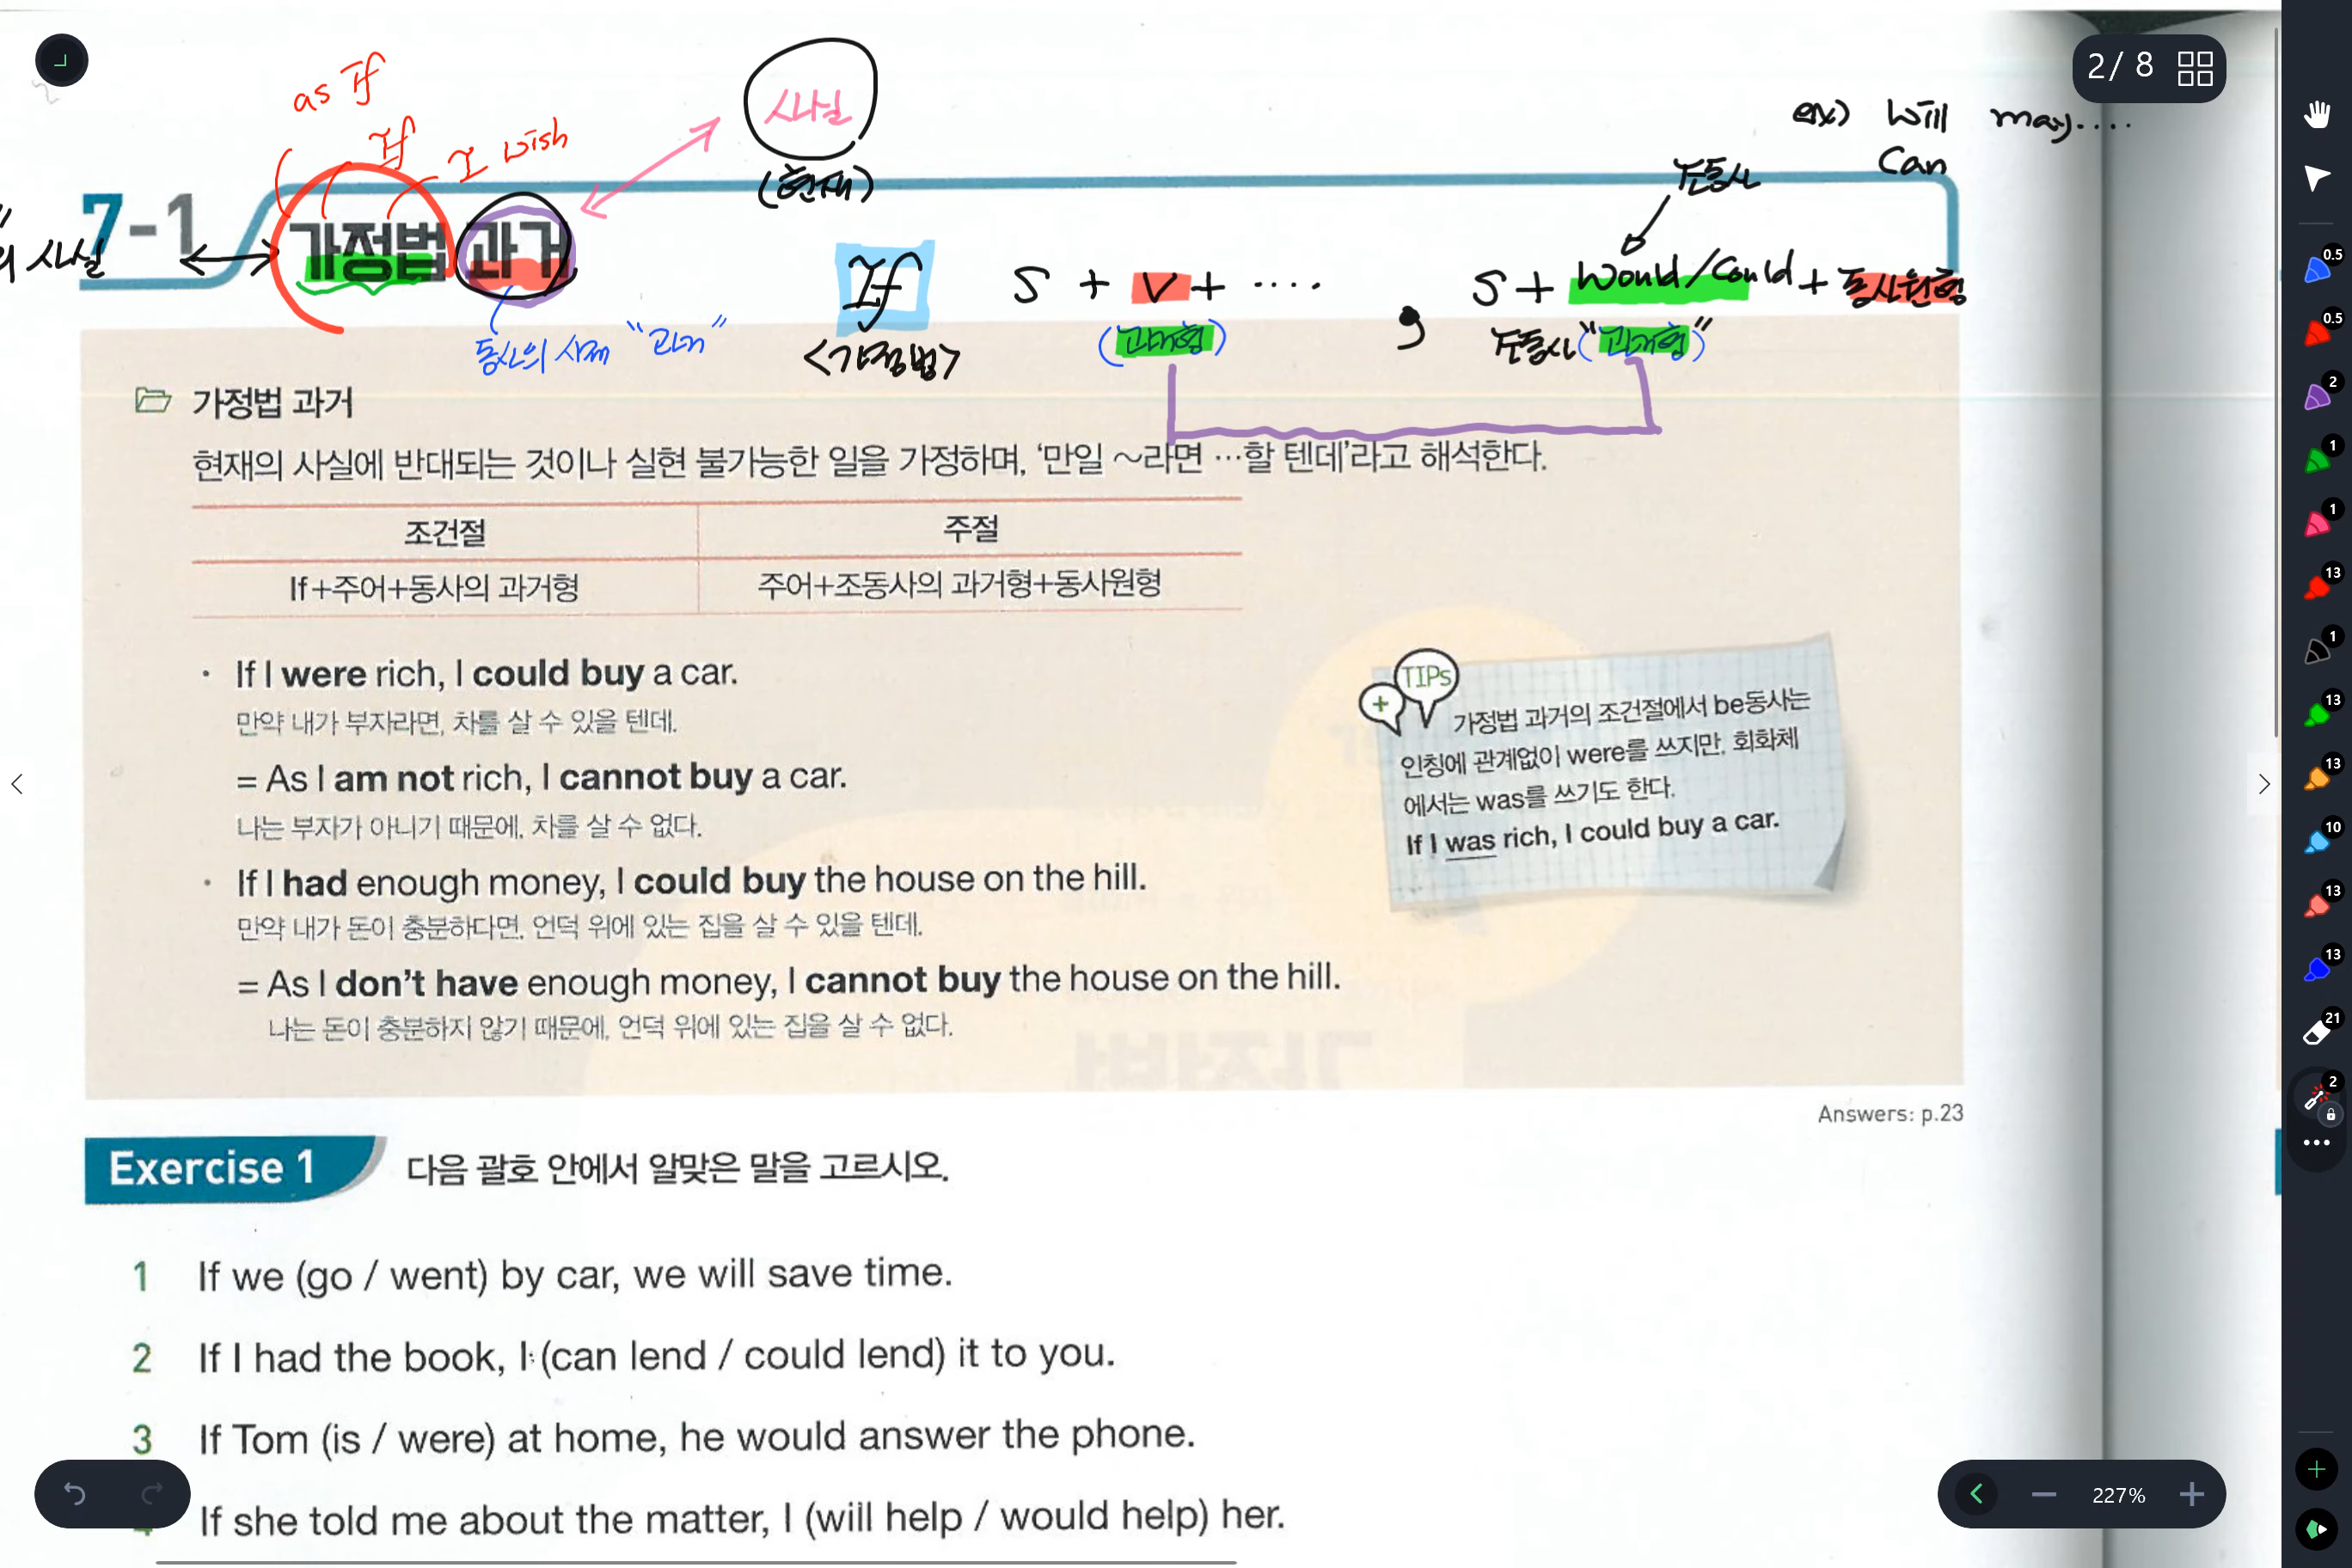 2/ 8
as If
If
I wish
사실
(현재)
ex) will may....
can
조동사
7-1 가정법 과거
의 사실
If S + V + .... , S + would/could + 동사원형
<가정법> (과거형) 조동사 "(과거형)"
동사의 시제 "과거"
가정법 과거
현재의 사실에 반대되는 것이나 실현 불가능한 일을 가정하며, '만일 ~라면 …할 텐데'라고 해석한다.
조건절 주절
If+주어+동사의 과거형 주어+조동사의 과거형+동사원형
· If I were rich, I could buy a car.
만약 내가 부자라면, 차를 살 수 있을 텐데.
= As I am not rich, I cannot buy a car.
나는 부자가 아니기 때문에, 차를 살 수 없다.
· If I had enough money, I could buy the house on the hill.
만약 내가 돈이 충분하다면, 언덕 위에 있는 집을 살 수 있을 텐데.
= As I don't have enough money, I cannot buy the house on the hill.
나는 돈이 충분하지 않기 때문에, 언덕 위에 있는 집을 살 수 없다.
+ TIPs
가정법 과거의 조건절에서 be동사는
인칭에 관계없이 were를 쓰지만, 회화체
에서는 was를 쓰기도 한다.
If I was rich, I could buy a car.
Answers: p.23
Exercise 1 다음 괄호 안에서 알맞은 말을 고르시오.
1 If we (go / went) by car, we will save time.
2 If I had the book, I (can lend / could lend) it to you.
3 If Tom (is / were) at home, he would answer the phone.
If she told me about the matter, I (will help / would help) her.
227%
0.5
0.5
2
1
1
13
1
13
13
10
13
13
21
2